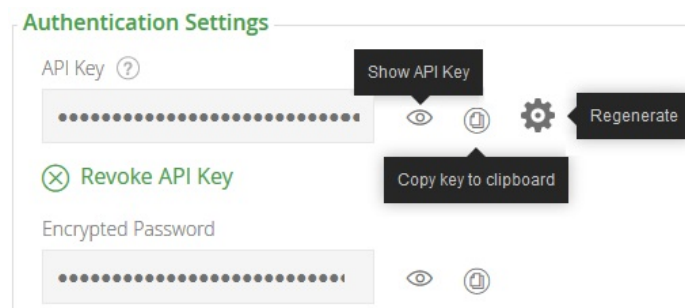 Authentication Settings
API Key ?
Show API Key
••••••••••••••••••••••••••••
Regenerate
Revoke API Key
Copy key to clipboard
Encrypted Password
•••••••••••••••••••••••••••